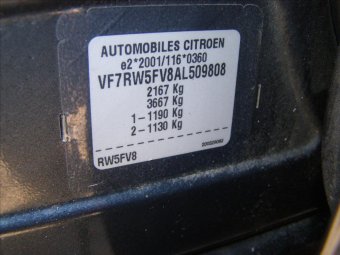 AUTOMOBILES CITROEN
e2*2001/116*0360
VF7RW5FV8AL509808
2167 Kg
3667 Kg
1-1190 Kg
2-1130 Kg
RW5FV8